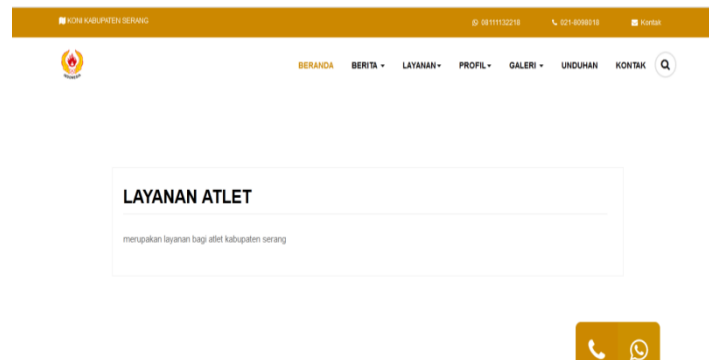 KONI KABUPATEN SERANG
08111132218
021-8098018
Kontak
BERANDA BERITA LAYANAN PROFIL GALERI UNDUHAN KONTAK
LAYANAN ATLET
merupakan layanan bagi atlet kabupaten serang